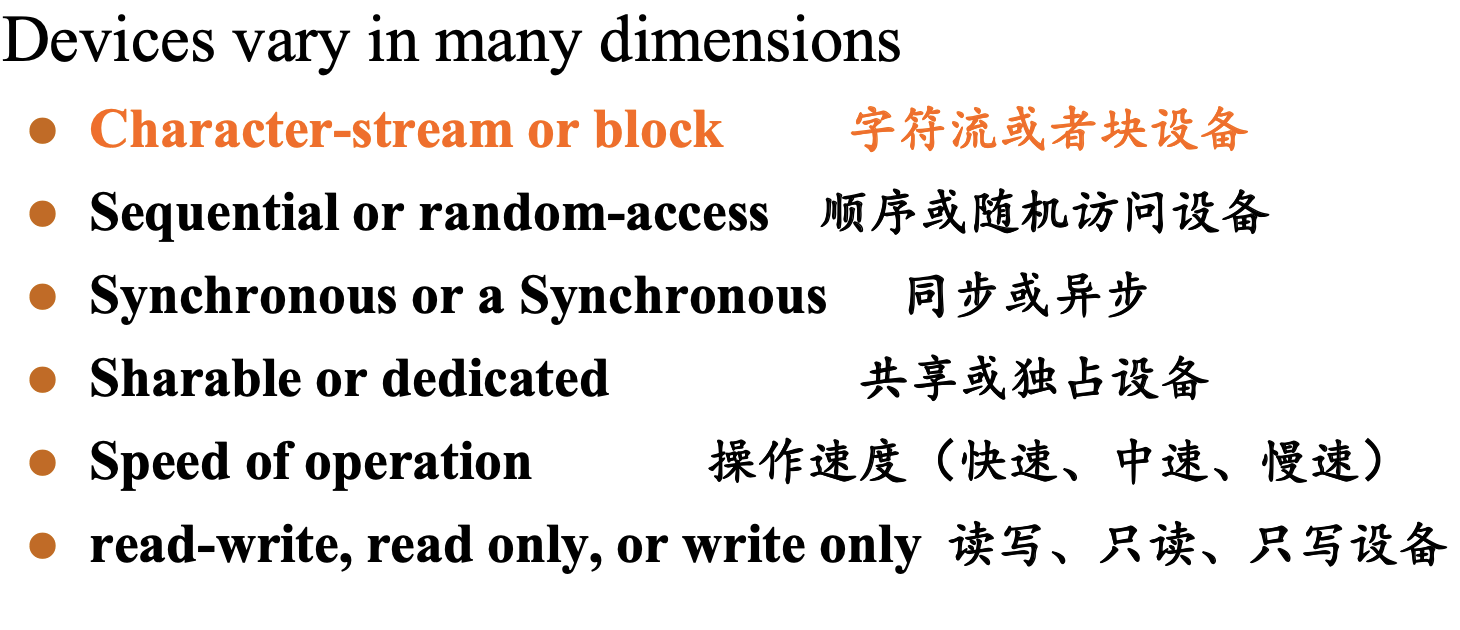 Devices vary in many dimensions
Character-stream or block 字符流或者块设备
Sequential or random-access 顺序或随机访问设备
Synchronous or a Synchronous 同步或异步
Sharable or dedicated 共享或独占设备
Speed of operation 操作速度（快速、中速、慢速）
read-write, read only, or write only 读写、只读、只写设备